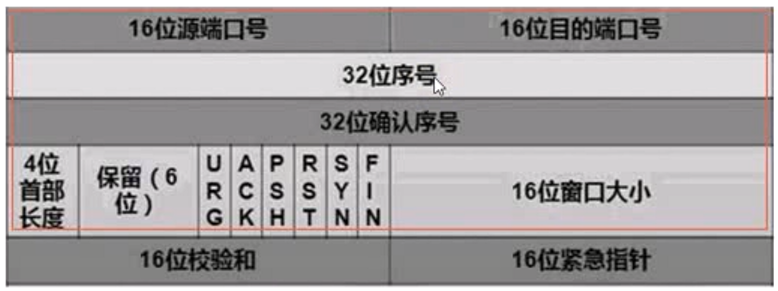 16位源端口号 16位目的端口号
32位序号
32位确认序号
4位首部长度 保留（6位） URG ACK PSH RST SYN FIN 16位窗口大小
16位校验和 16位紧急指针